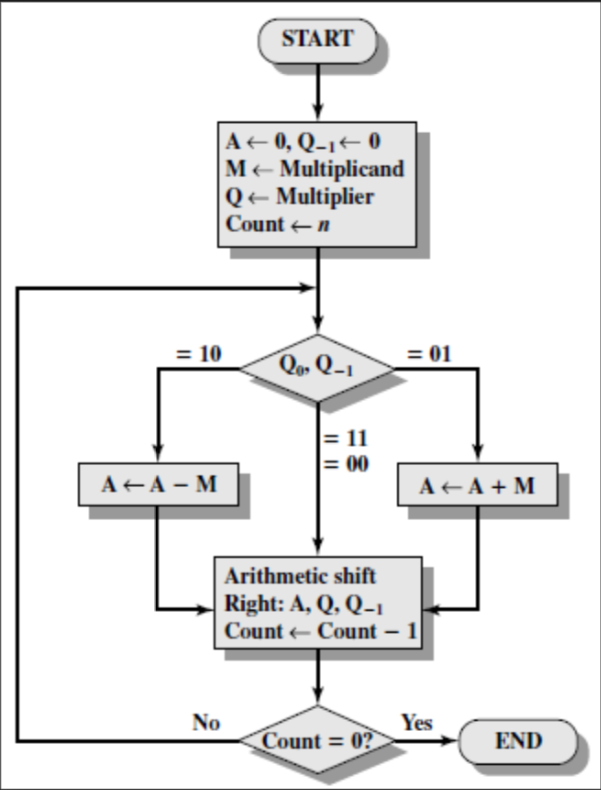 START
A ← 0, Q₋₁ ← 0
M ← Multiplicand
Q ← Multiplier
Count ← n
= 10
Q₀, Q₋₁
= 01
= 11
= 00
A ← A − M
A ← A + M
Arithmetic shift
Right: A, Q, Q₋₁
Count ← Count − 1
No
Count = 0?
Yes
END